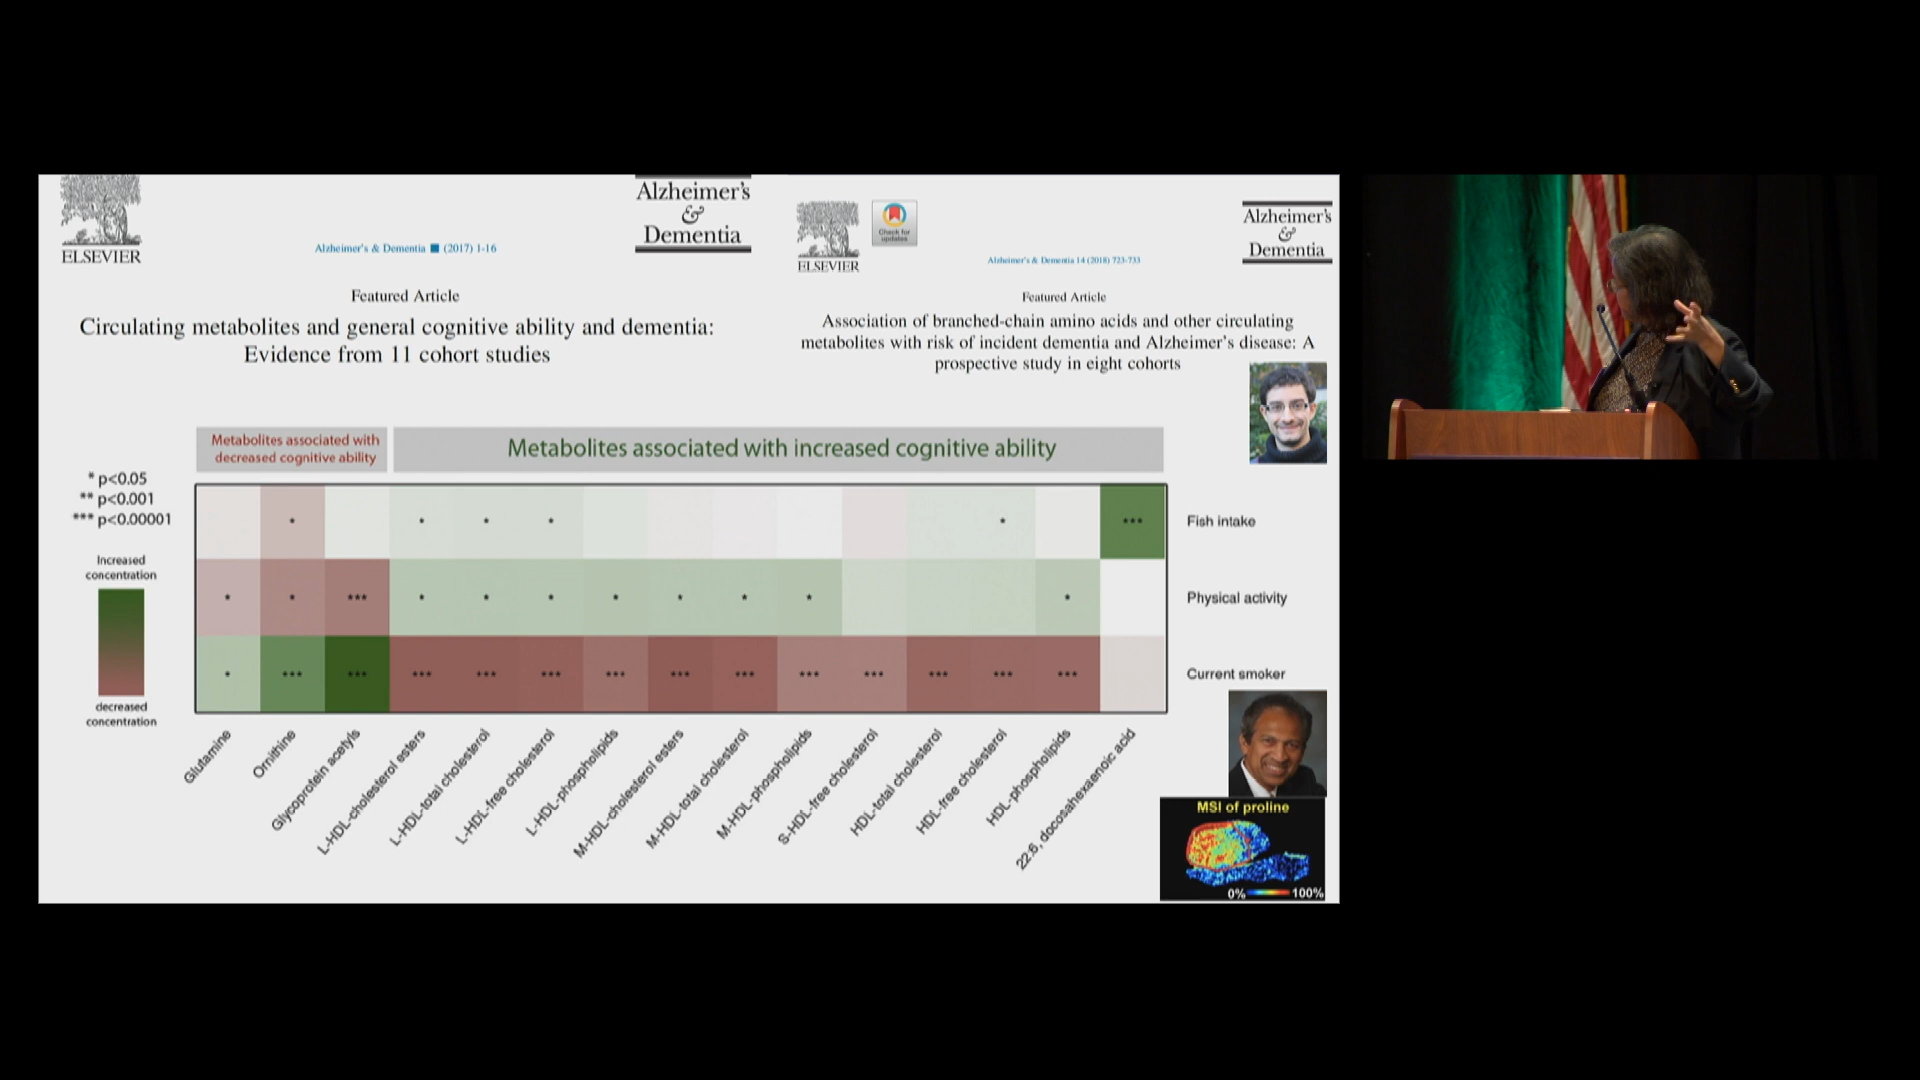 ELSEVIER
Alzheimer's & Dementia ■ (2017) 1-16
Alzheimer's
&
Dementia
Featured Article
Circulating metabolites and general cognitive ability and dementia:
Evidence from 11 cohort studies
ELSEVIER
Check for
updates
Alzheimer's & Dementia 14 (2018) 723-733
Alzheimer's
&
Dementia
Featured Article
Association of branched-chain amino acids and other circulating
metabolites with risk of incident dementia and Alzheimer's disease: A
prospective study in eight cohorts
Metabolites associated with
decreased cognitive ability
Metabolites associated with increased cognitive ability
* p<0.05
** p<0.001
*** p<0.00001
Increased
concentration
decreased
concentration
* * * * * ***
Fish intake
* * *** * * * * * * * *
Physical activity
* *** *** *** *** *** *** *** *** *** *** *** *** ***
Current smoker
Glutamine
Ornithine
Glycoprotein acetyls
L-HDL-cholesterol esters
L-HDL-total cholesterol
L-HDL-free cholesterol
L-HDL-phospholipids
M-HDL-cholesterol esters
M-HDL-total cholesterol
M-HDL-phospholipids
S-HDL-free cholesterol
HDL-total cholesterol
HDL-free cholesterol
HDL-phospholipids
22:6, docosahexaenoic acid
MSI of proline
0% 100%